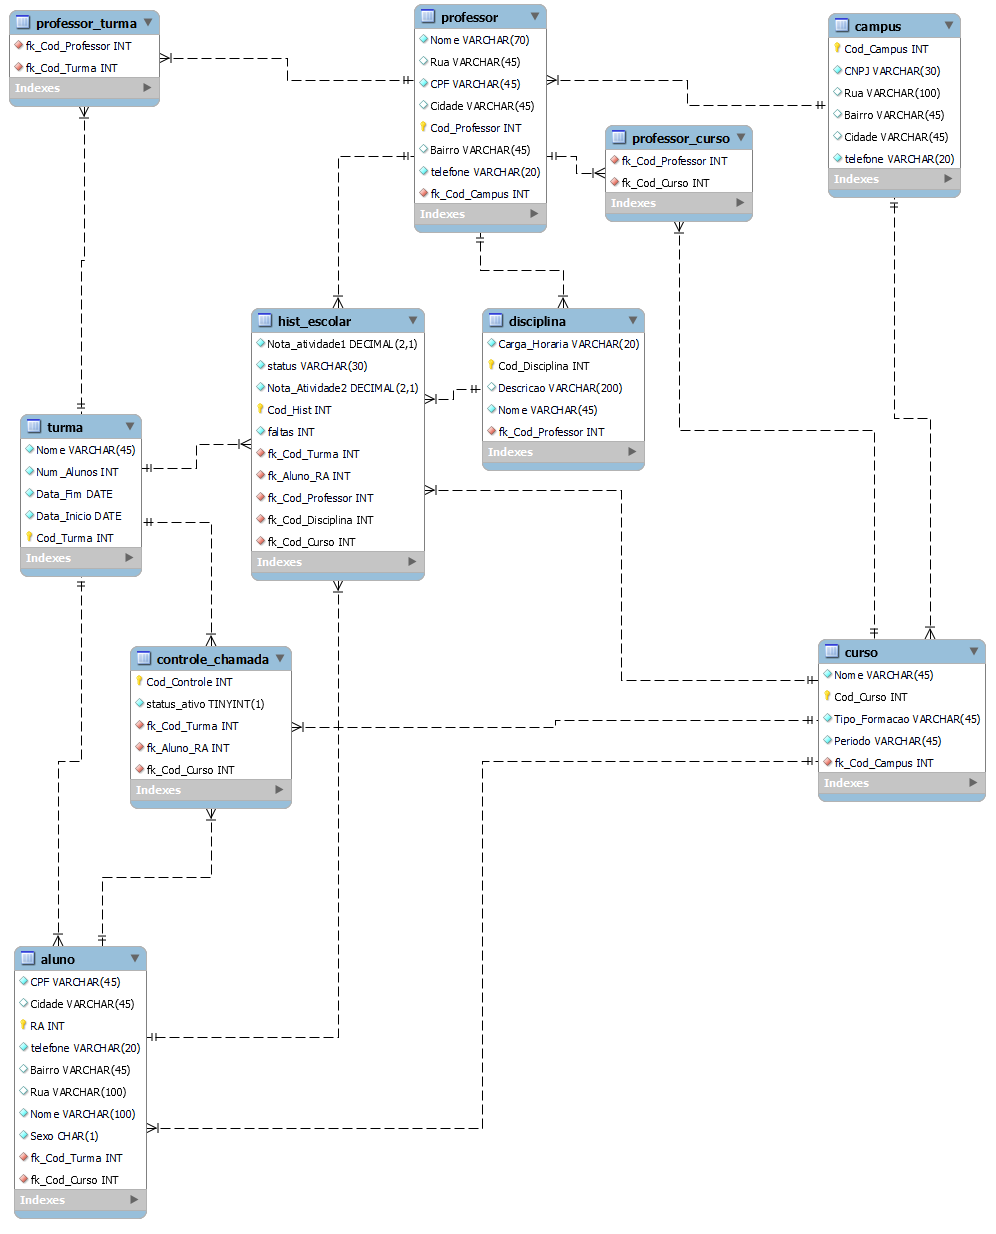 professor_turma
fk_Cod_Professor INT
fk_Cod_Turma INT
Indexes
professor
Nome VARCHAR(70)
Rua VARCHAR(45)
CPF VARCHAR(45)
Cidade VARCHAR(45)
Cod_Professor INT
Bairro VARCHAR(45)
telefone VARCHAR(20)
fk_Cod_Campus INT
Indexes
campus
Cod_Campus INT
CNPJ VARCHAR(30)
Rua VARCHAR(100)
Bairro VARCHAR(45)
Cidade VARCHAR(45)
telefone VARCHAR(20)
Indexes
professor_curso
fk_Cod_Professor INT
fk_Cod_Curso INT
Indexes
hist_escolar
Nota_atividade1 DECIMAL(2,1)
status VARCHAR(30)
Nota_Atividade2 DECIMAL(2,1)
Cod_Hist INT
faltas INT
fk_Cod_Turma INT
fk_Aluno_RA INT
fk_Cod_Professor INT
fk_Cod_Disciplina INT
fk_Cod_Curso INT
Indexes
disciplina
Carga_Horaria VARCHAR(20)
Cod_Disciplina INT
Descricao VARCHAR(200)
Nome VARCHAR(45)
fk_Cod_Professor INT
Indexes
turma
Nome VARCHAR(45)
Num_Alunos INT
Data_Fim DATE
Data_Inicio DATE
Cod_Turma INT
Indexes
controle_chamada
Cod_Controle INT
status_ativo TINYINT(1)
fk_Cod_Turma INT
fk_Aluno_RA INT
fk_Cod_Curso INT
Indexes
curso
Nome VARCHAR(45)
Cod_Curso INT
Tipo_Formacao VARCHAR(45)
Periodo VARCHAR(45)
fk_Cod_Campus INT
Indexes
aluno
CPF VARCHAR(45)
Cidade VARCHAR(45)
RA INT
telefone VARCHAR(20)
Bairro VARCHAR(45)
Rua VARCHAR(100)
Nome VARCHAR(100)
Sexo CHAR(1)
fk_Cod_Turma INT
fk_Cod_Curso INT
Indexes